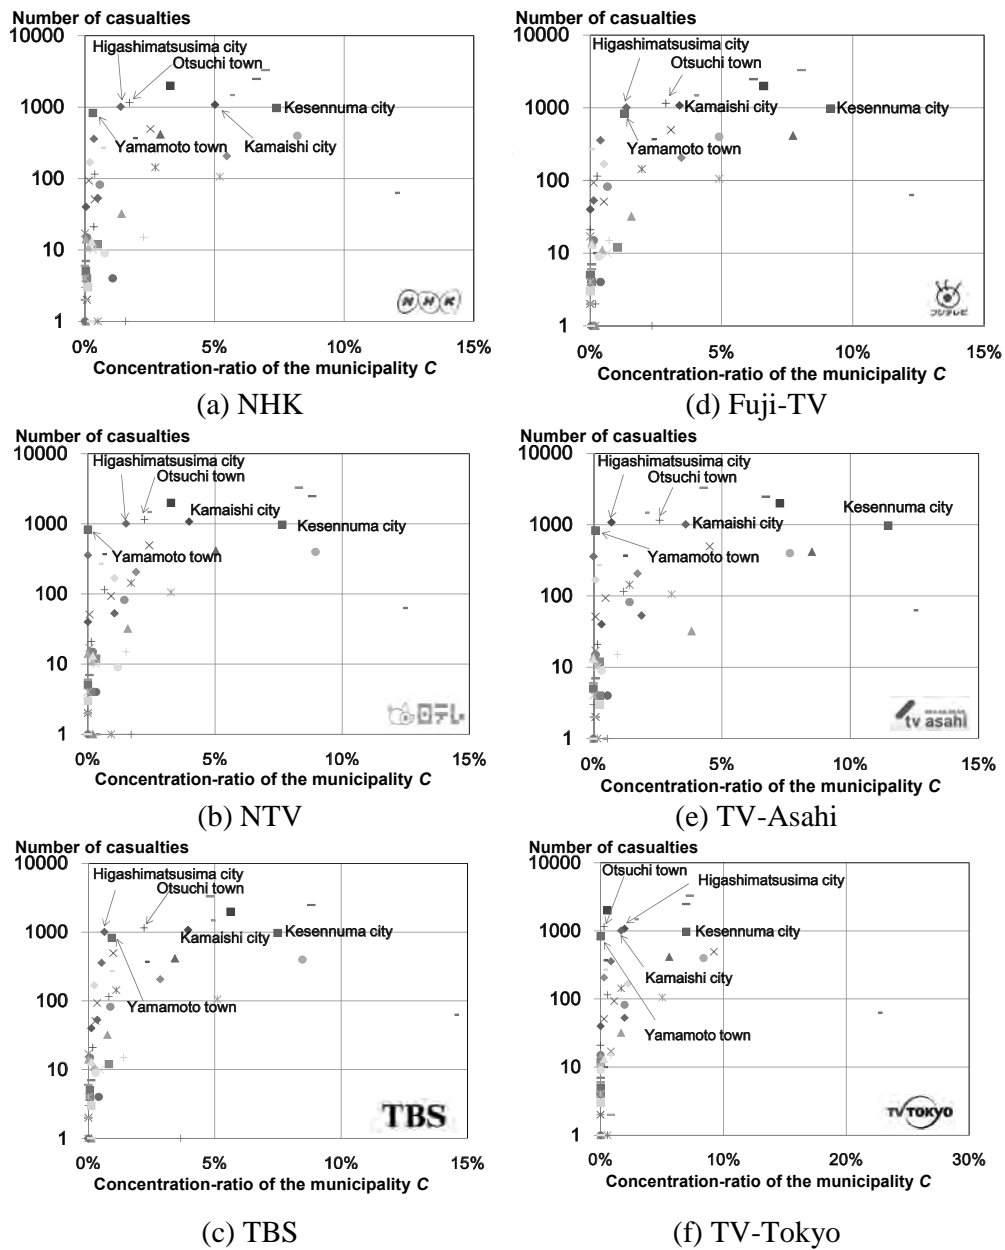 Number of casualties
10000
1000
100
10
1
Higashimatsusima city
Otsuchi town
Kesennuma city
Yamamoto town
Kamaishi city
NHK
0% 5% 10% 15%
Concentration-ratio of the municipality C
(a) NHK
Number of casualties
10000
1000
100
10
1
Higashimatsusima city
Otsuchi town
Kamaishi city
Kesennuma city
Yamamoto town
フジテレビ
0% 5% 10% 15%
Concentration-ratio of the municipality C
(d) Fuji-TV
Number of casualties
10000
1000
100
10
1
Higashimatsusima city
Otsuchi town
Kamaishi city
Kesennuma city
Yamamoto town
日テレ
0% 5% 10% 15%
Concentration-ratio of the municipality C
(b) NTV
Number of casualties
10000
1000
100
10
1
Higashimatsusima city
Otsuchi town
Kesennuma city
Kamaishi city
Yamamoto town
tv asahi
0% 5% 10% 15%
Concentration-ratio of the municipality C
(e) TV-Asahi
Number of casualties
10000
1000
100
10
1
Higashimatsusima city
Otsuchi town
Kamaishi city
Kesennuma city
Yamamoto town
TBS
0% 5% 10% 15%
Concentration-ratio of the municipality C
(c) TBS
Number of casualties
10000
1000
100
10
1
Otsuchi town
Higashimatsusima city
Kesennuma city
Kamaishi city
Yamamoto town
TV TOKYO
0% 10% 20% 30%
Concentration-ratio of the municipality C
(f) TV-Tokyo